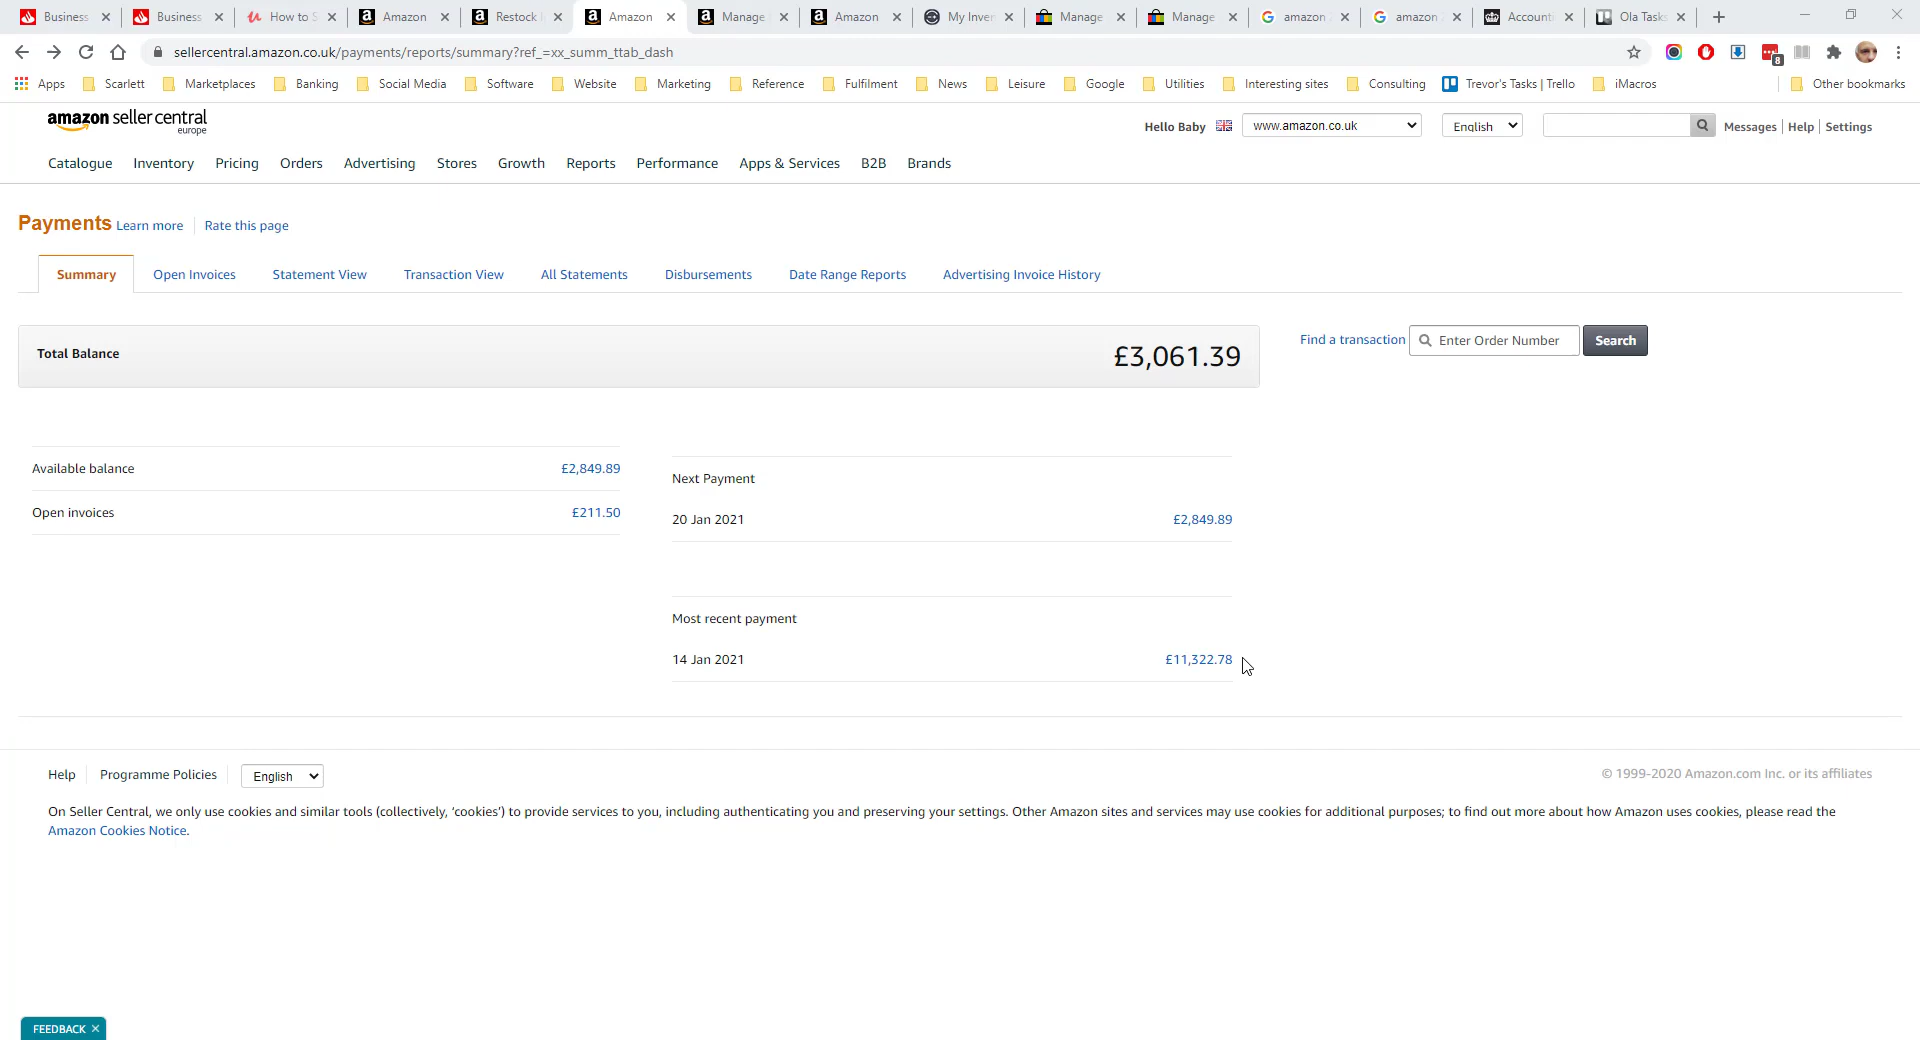 Business
Business
How to S
Amazon
Restock I
Amazon
Manage
Amazon
My Inver
Manage
Manage
amazon
amazon
Account
Ola Tasks
sellercentral.amazon.co.uk/payments/reports/summary?ref_=xx_summ_ttab_dash
8
Apps Scarlett Marketplaces Banking Social Media Software Website Marketing Reference Fulfilment News Leisure Google Utilities Interesting sites Consulting Trevor's Tasks | Trello iMacros Other bookmarks
amazon seller central
europe
Hello Baby www.amazon.co.uk English Messages | Help | Settings
Catalogue Inventory Pricing Orders Advertising Stores Growth Reports Performance Apps & Services B2B Brands
Payments Learn more | Rate this page
Summary Open Invoices Statement View Transaction View All Statements Disbursements Date Range Reports Advertising Invoice History
Total Balance £3,061.39
Find a transaction Enter Order Number Search
Available balance £2,849.89
Open invoices £211.50
Next Payment
20 Jan 2021 £2,849.89
Most recent payment
14 Jan 2021 £11,322.78
Help Programme Policies English
© 1999-2020 Amazon.com Inc. or its affiliates
On Seller Central, we only use cookies and similar tools (collectively, ‘cookies’) to provide services to you, including authenticating you and preserving your settings. Other Amazon sites and services may use cookies for additional purposes; to find out more about how Amazon uses cookies, please read the
Amazon Cookies Notice.
FEEDBACK